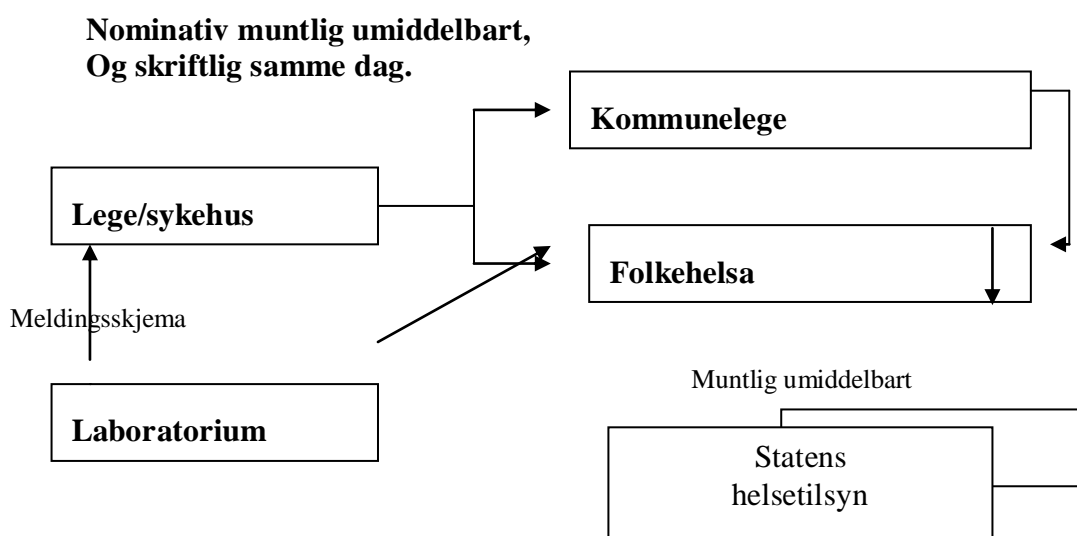 Nominativ muntlig umiddelbart,
Og skriftlig samme dag.
Kommunelege
Lege/sykehus
Folkehelsa
Meldingsskjema
Muntlig umiddelbart
Laboratorium
Statens
helsetilsyn